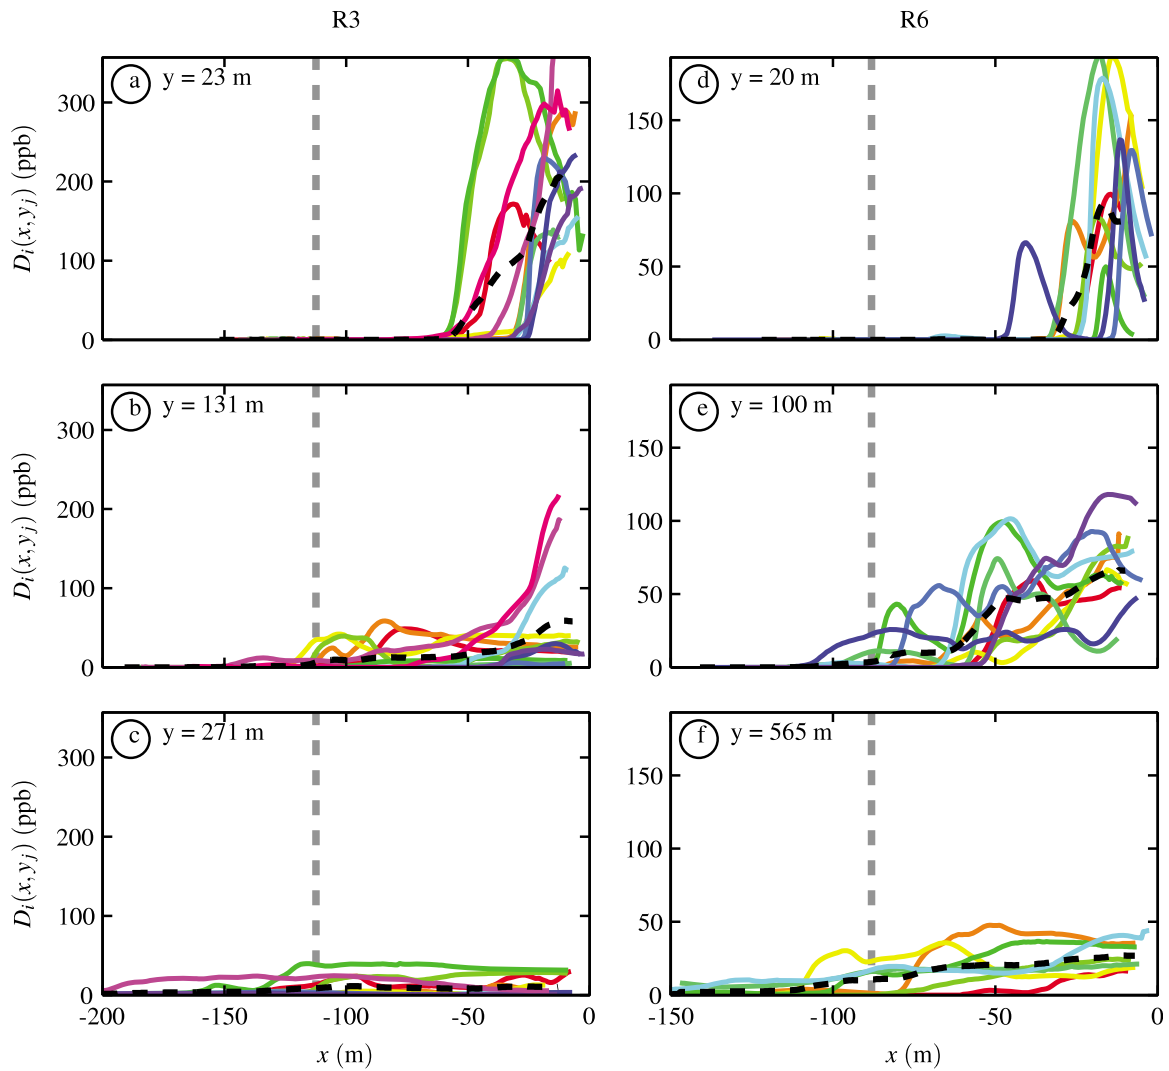 R3
R6
a y = 23 m
d y = 20 m
300
200
100
0
150
100
50
0
D_i(x,y_j) (ppb)
b y = 131 m
e y = 100 m
300
200
100
0
150
100
50
0
D_i(x,y_j) (ppb)
c y = 271 m
f y = 565 m
300
200
100
0
150
100
50
0
D_i(x,y_j) (ppb)
-200 -150 -100 -50 0
-150 -100 -50 0
x (m)
x (m)